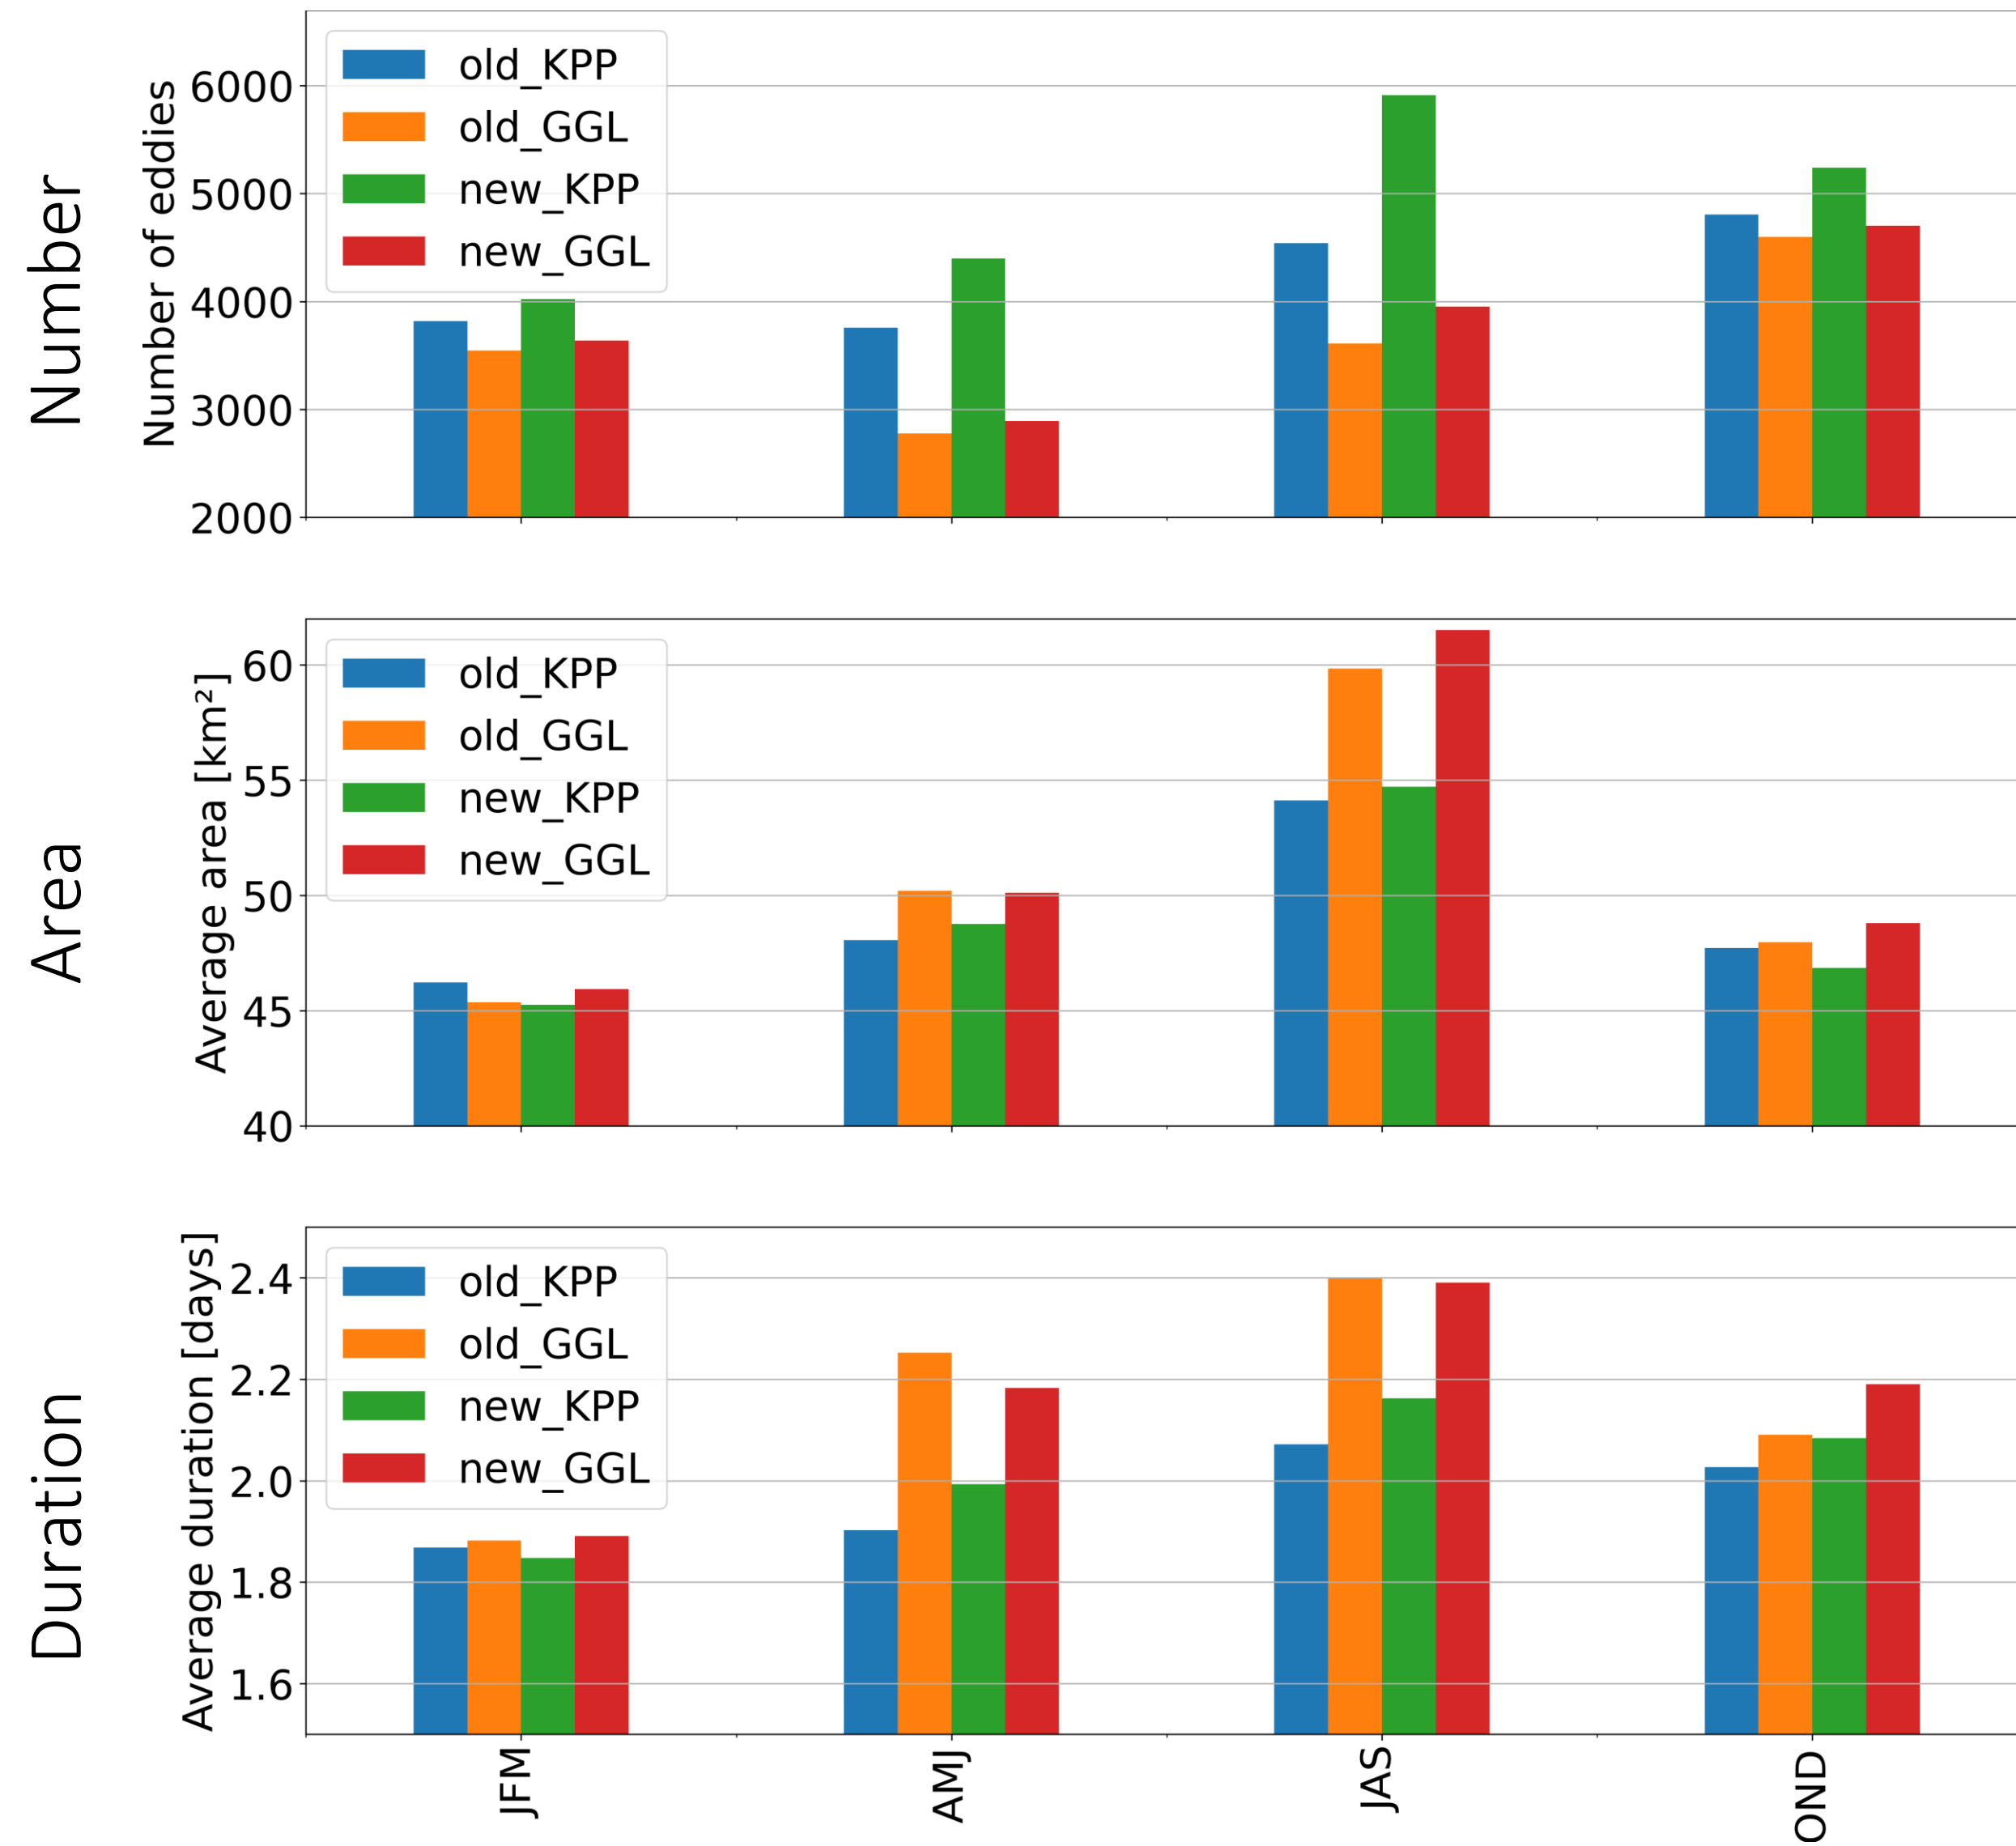 Number
Number of eddies
6000
5000
4000
3000
2000
old_KPP
old_GGL
new_KPP
new_GGL
Area
Average area [km²]
60
55
50
45
40
old_KPP
old_GGL
new_KPP
new_GGL
Duration
Average duration [days]
2.4
2.2
2.0
1.8
1.6
old_KPP
old_GGL
new_KPP
new_GGL
JFM
AMJ
JAS
OND